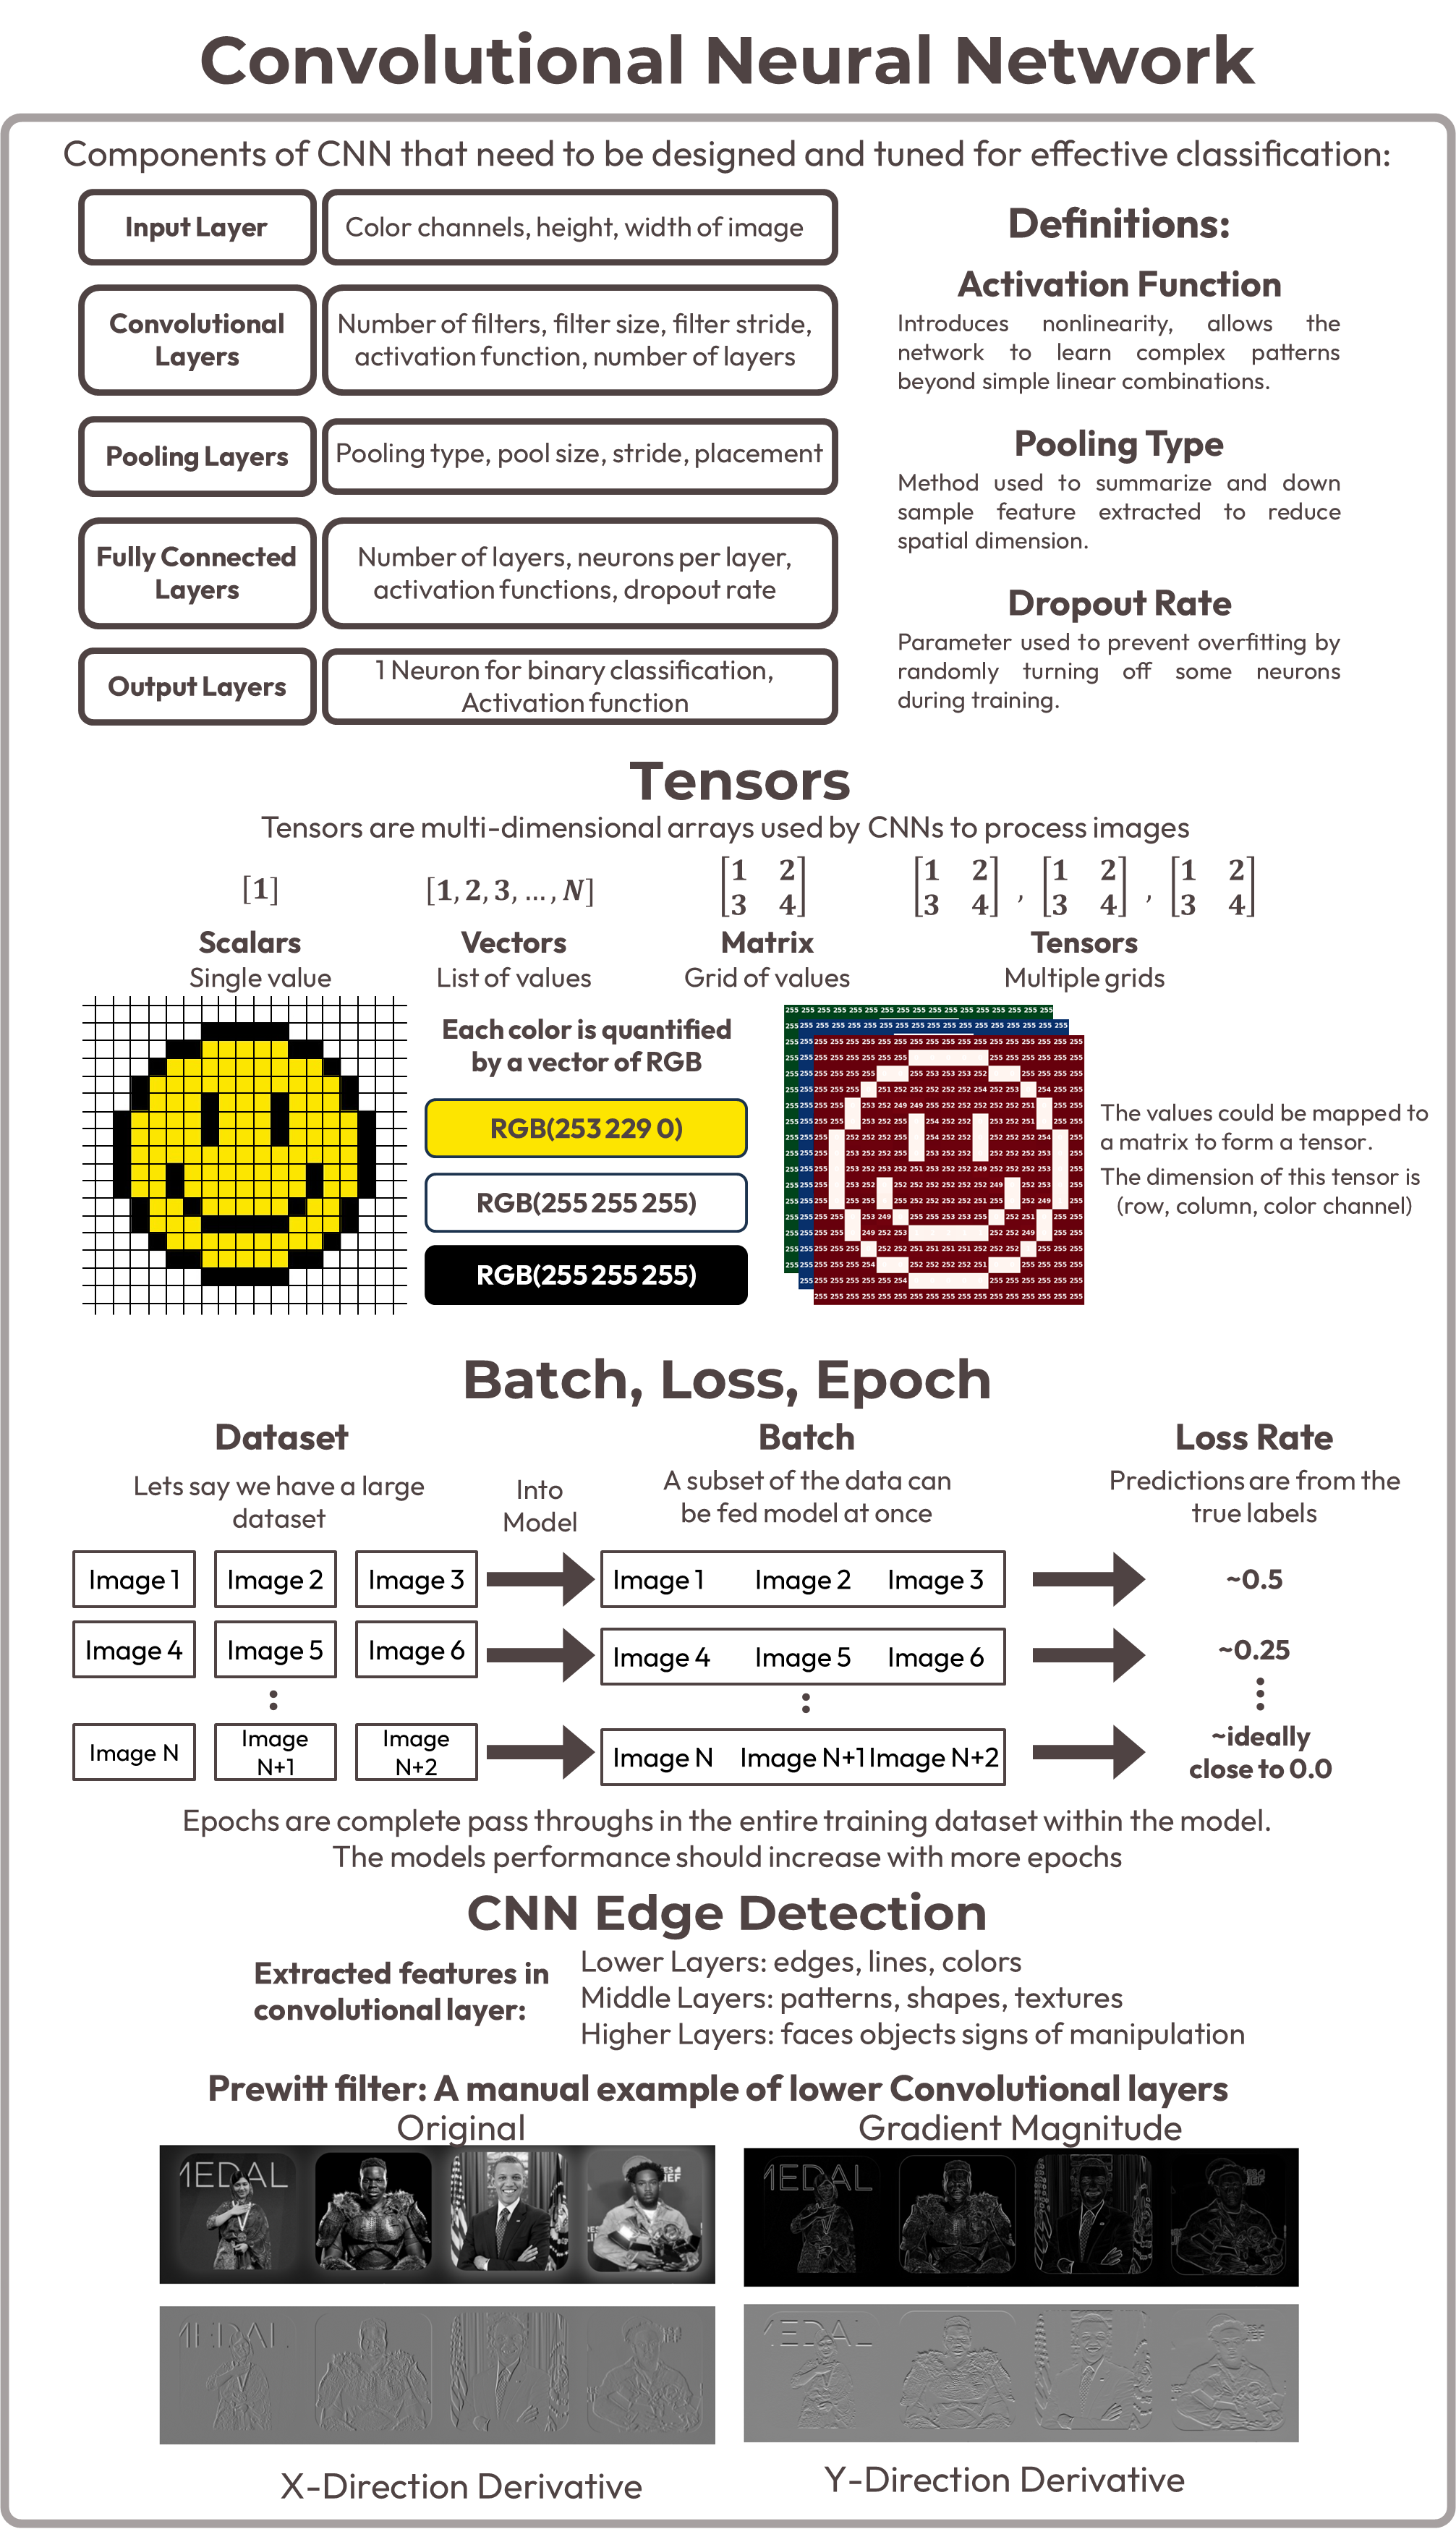 Convolutional Neural Network
Components of CNN that need to be designed and tuned for effective classification:
Input Layer
Color channels, height, width of image
Convolutional
Layers
Number of filters, filter size, filter stride,
activation function, number of layers
Pooling Layers
Pooling type, pool size, stride, placement
Fully Connected
Layers
Number of layers, neurons per layer,
activation functions, dropout rate
Output Layers
1 Neuron for binary classification,
Activation function
Definitions:
Activation Function
Introduces nonlinearity, allows the
network to learn complex patterns
beyond simple linear combinations.
Pooling Type
Method used to summarize and down
sample feature extracted to reduce
spatial dimension.
Dropout Rate
Parameter used to prevent overfitting by
randomly turning off some neurons
during training.
Tensors
Tensors are multi-dimensional arrays used by CNNs to process images
[1]
[1, 2, 3, ..., N]
[1 2
3 4]
[1 2
3 4] , [1 2
3 4] , [1 2
3 4]
Scalars
Single value
Vectors
List of values
Matrix
Grid of values
Tensors
Multiple grids
Each color is quantified
by a vector of RGB
RGB(253 229 0)
RGB(255 255 255)
RGB(255 255 255)
The values could be mapped to
a matrix to form a tensor.
The dimension of this tensor is
(row, column, color channel)
Batch, Loss, Epoch
Dataset
Lets say we have a large
dataset
Into
Model
Batch
A subset of the data can
be fed model at once
Loss Rate
Predictions are from the
true labels
Image 1 Image 2 Image 3
Image 1 Image 2 Image 3
~0.5
Image 4 Image 5 Image 6
Image 4 Image 5 Image 6
~0.25
Image N
Image
N+1
Image
N+2
Image N Image N+1 Image N+2
~ideally
close to 0.0
Epochs are complete pass throughs in the entire training dataset within the model.
The models performance should increase with more epochs
CNN Edge Detection
Extracted features in
convolutional layer:
Lower Layers: edges, lines, colors
Middle Layers: patterns, shapes, textures
Higher Layers: faces objects signs of manipulation
Prewitt filter: A manual example of lower Convolutional layers
Original
Gradient Magnitude
X-Direction Derivative
Y-Direction Derivative